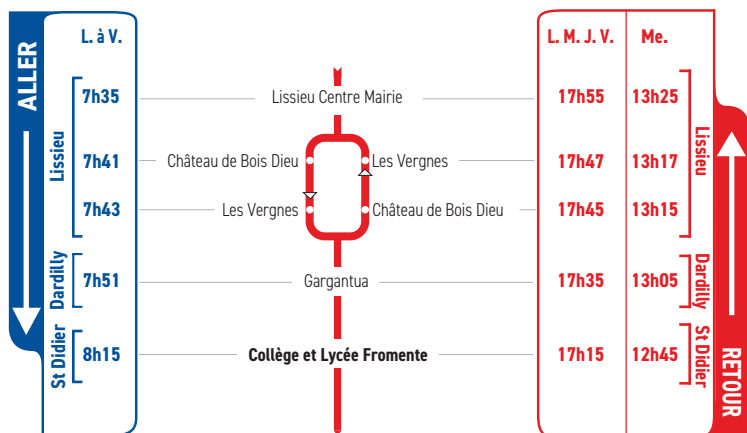 ALLER
L. à V.
L. M. J. V. Me.
7h35 Lissieu Centre Mairie 17h55 13h25
Lissieu
7h41 Château de Bois Dieu Les Vergnes 17h47 13h17
Lissieu
7h43 Les Vergnes Château de Bois Dieu 17h45 13h15
Dardilly 7h51 Gargantua 17h35 13h05 Dardilly
St Didier 8h15 Collège et Lycée Fromente 17h15 12h45 St Didier
RETOUR